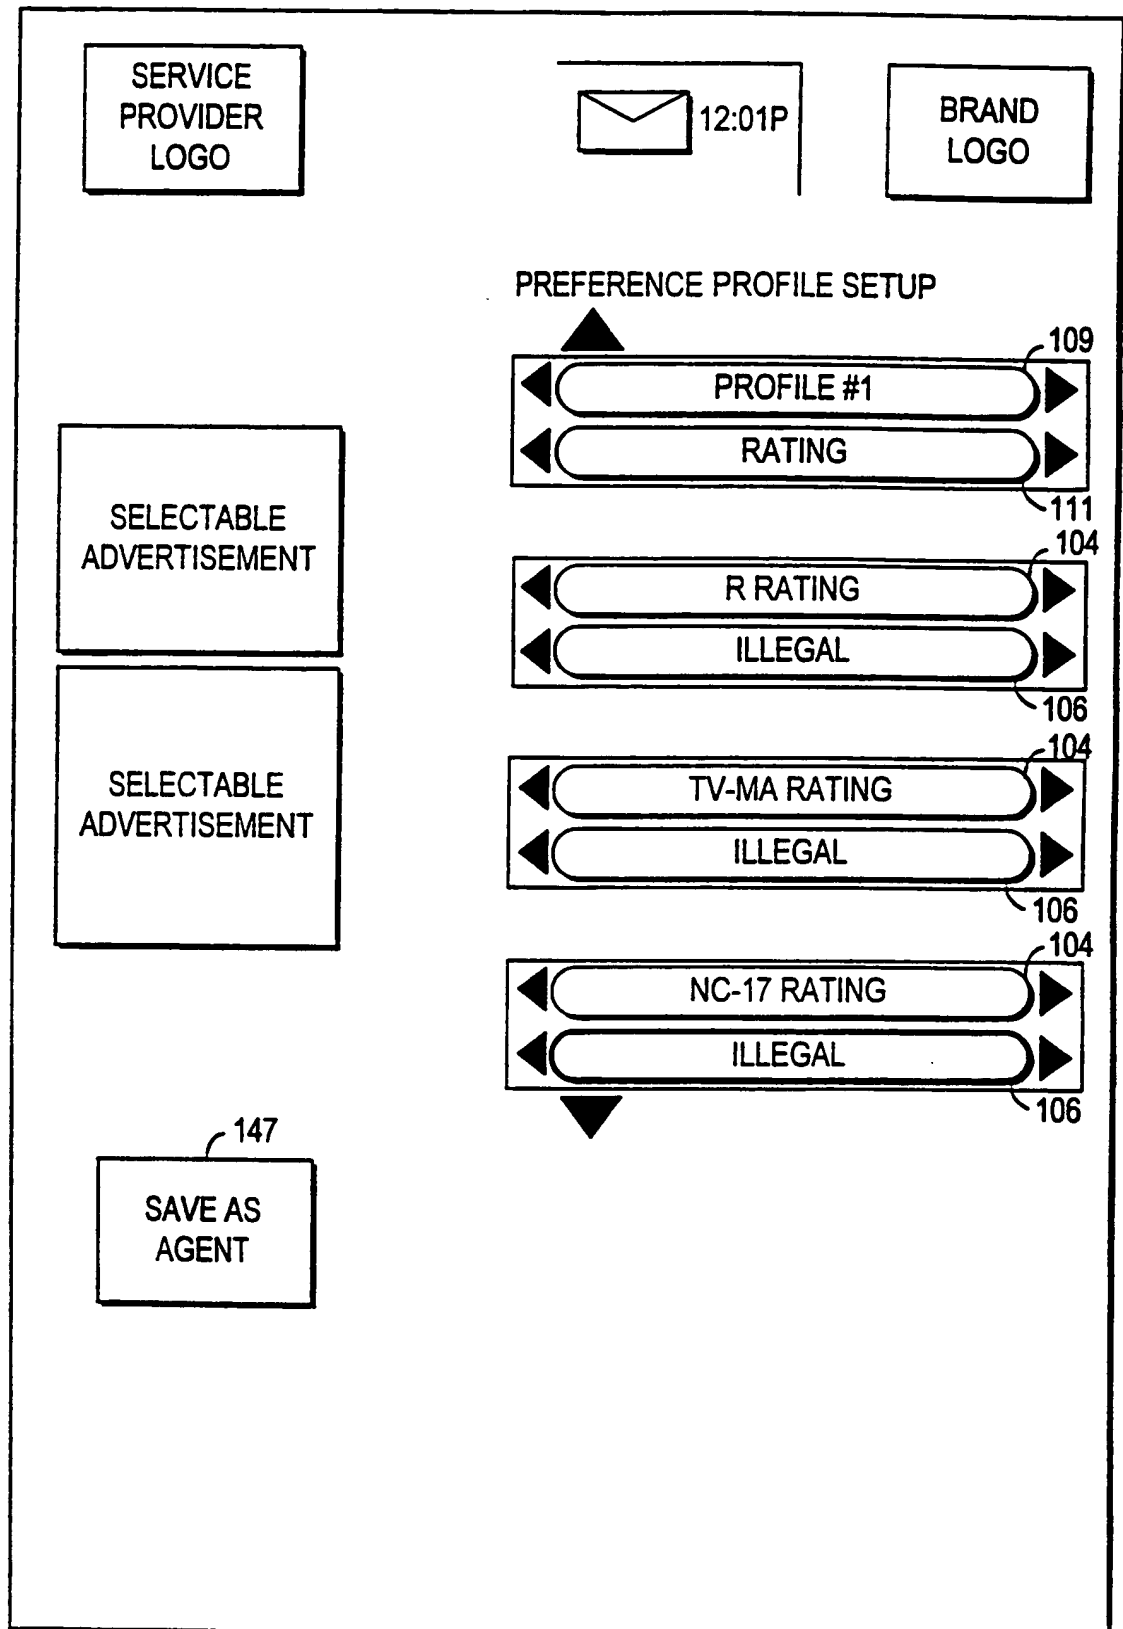 SERVICE
PROVIDER
LOGO
12:01P
BRAND
LOGO
PREFERENCE PROFILE SETUP
109
PROFILE #1
RATING
111
SELECTABLE
ADVERTISEMENT
104
R RATING
ILLEGAL
106
SELECTABLE
ADVERTISEMENT
104
TV-MA RATING
ILLEGAL
106
104
NC-17 RATING
ILLEGAL
106
147
SAVE AS
AGENT